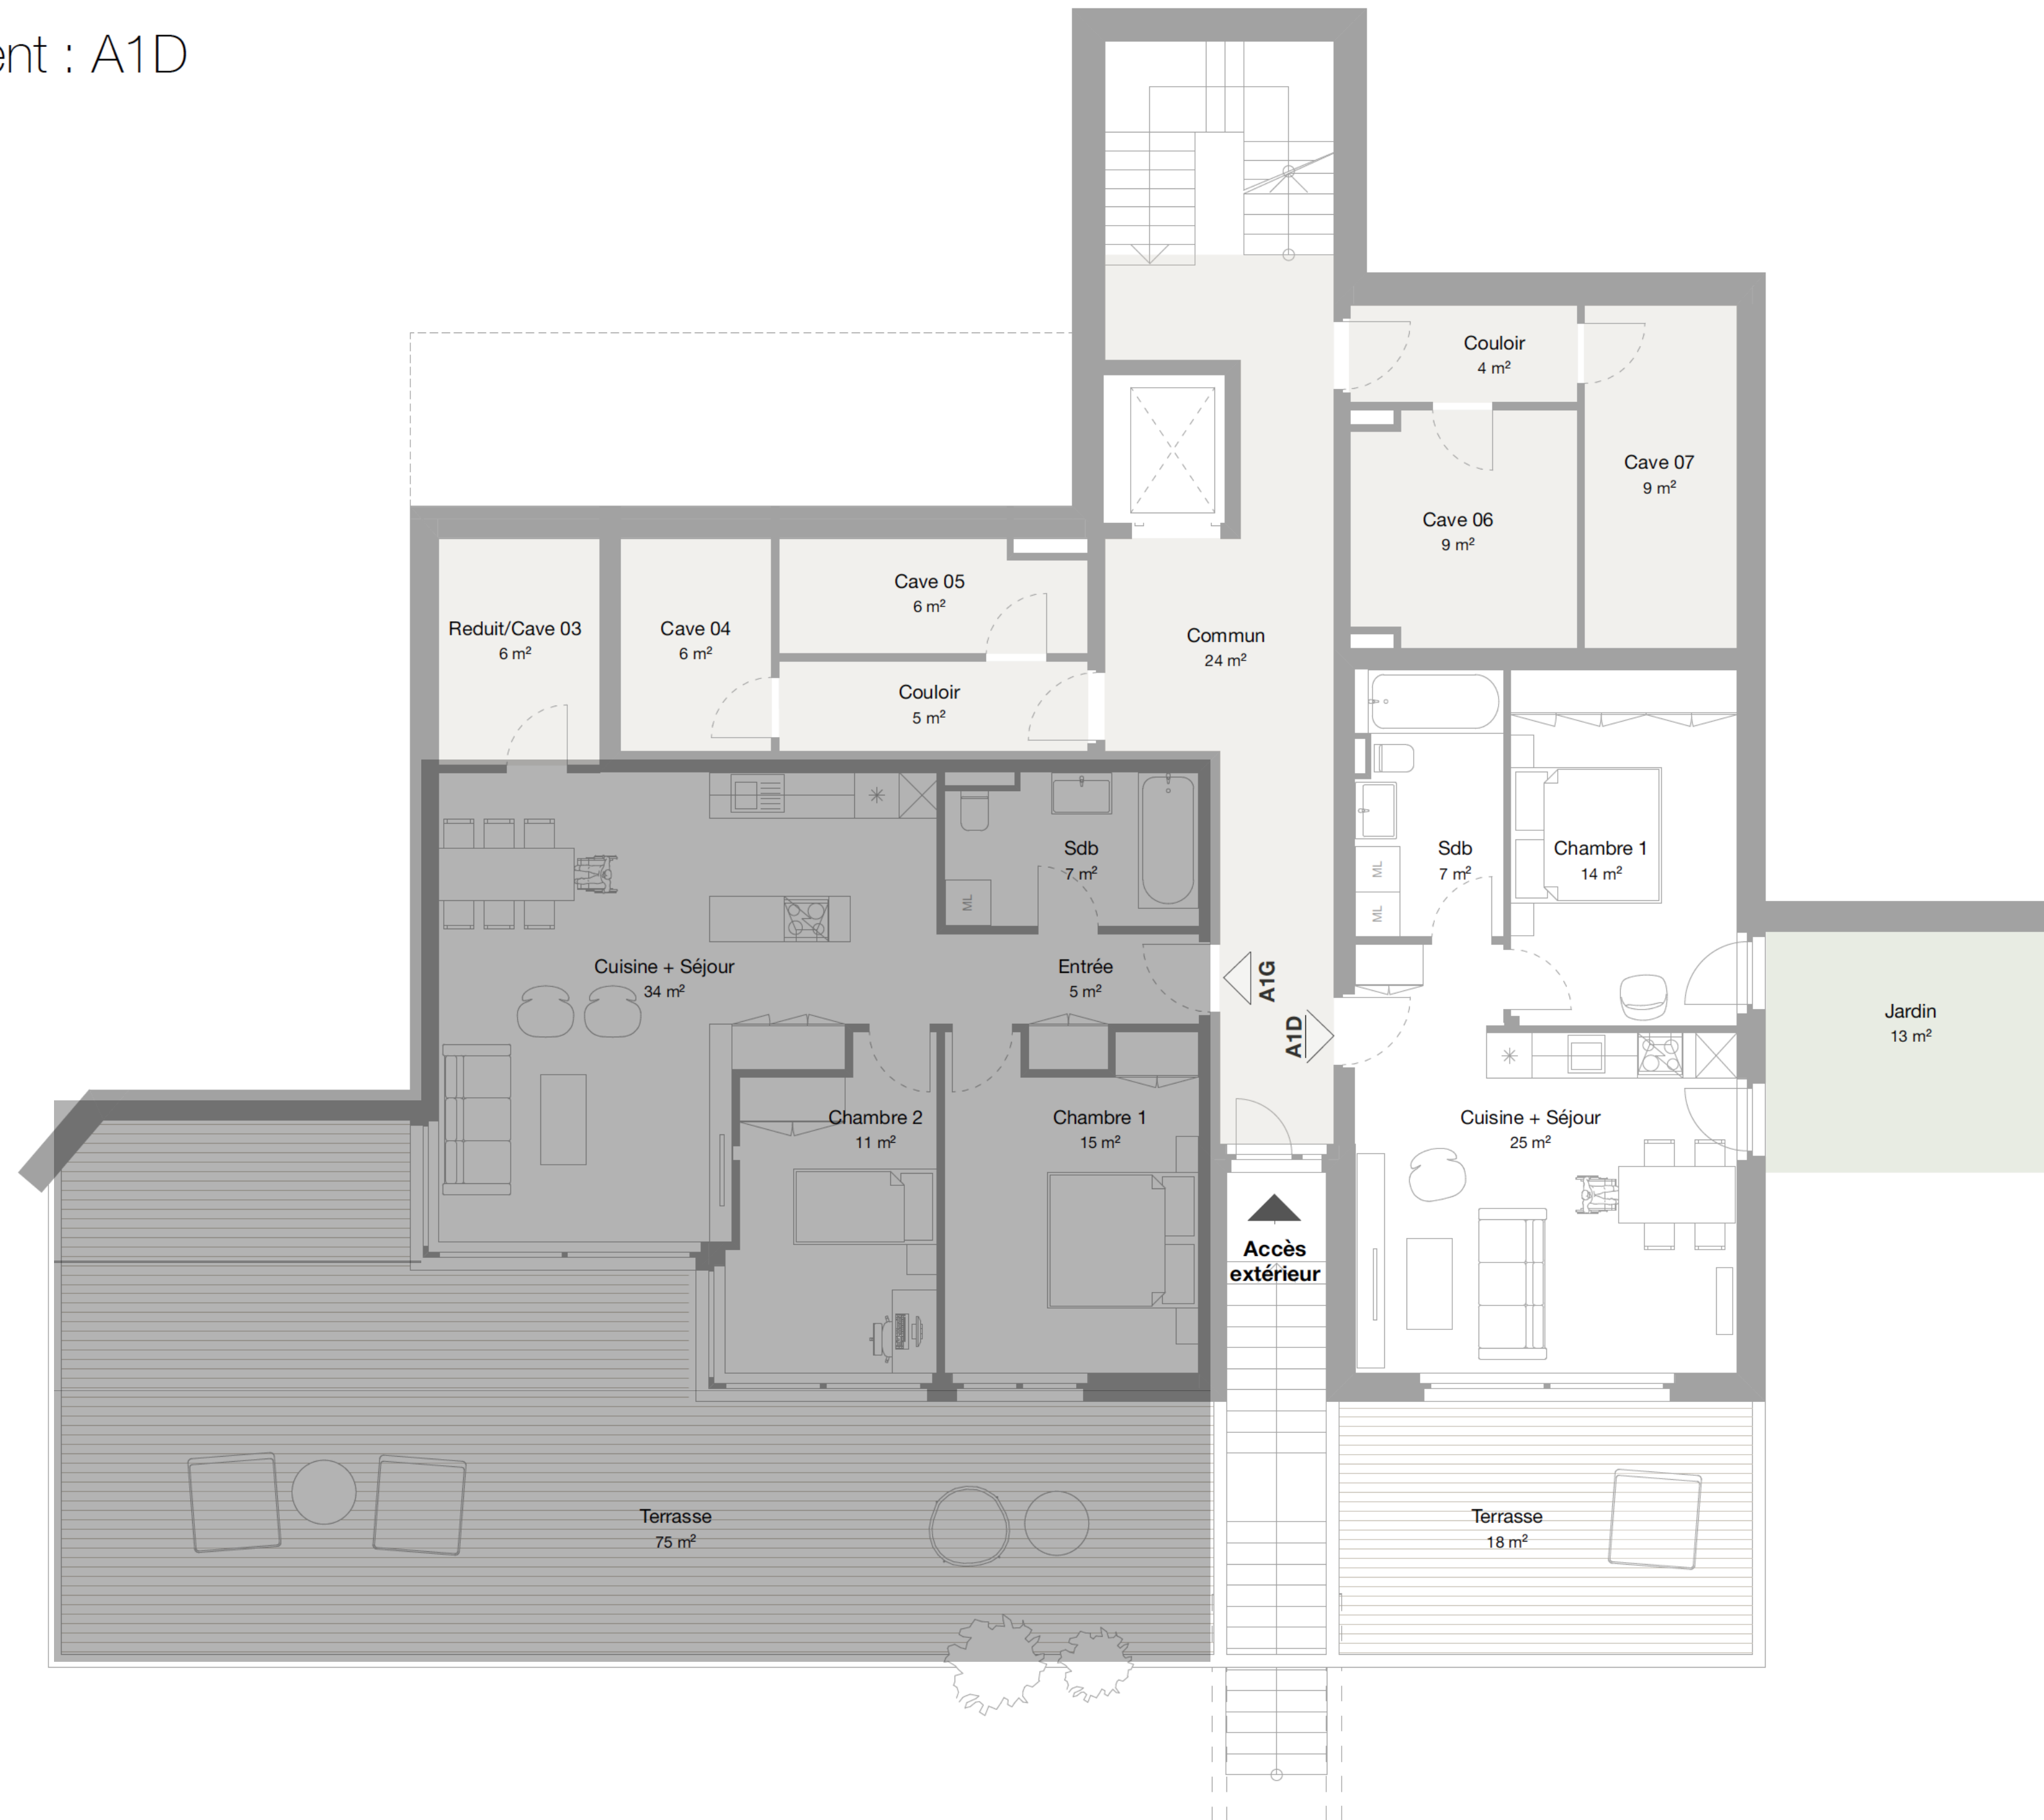 ent : A1D
Couloir
4 m²
Cave 07
9 m²
Cave 06
9 m²
Cave 05
6 m²
Reduit/Cave 03
6 m²
Cave 04
6 m²
Commun
24 m²
Couloir
5 m²
Sdb
7 m²
ML
Sdb
7 m²
ML
ML
Chambre 1
14 m²
Cuisine + Séjour
34 m²
Entrée
5 m²
A1G
A1D
Jardin
13 m²
Chambre 2
11 m²
Chambre 1
15 m²
Cuisine + Séjour
25 m²
Accès
extérieur
Terrasse
75 m²
Terrasse
18 m²